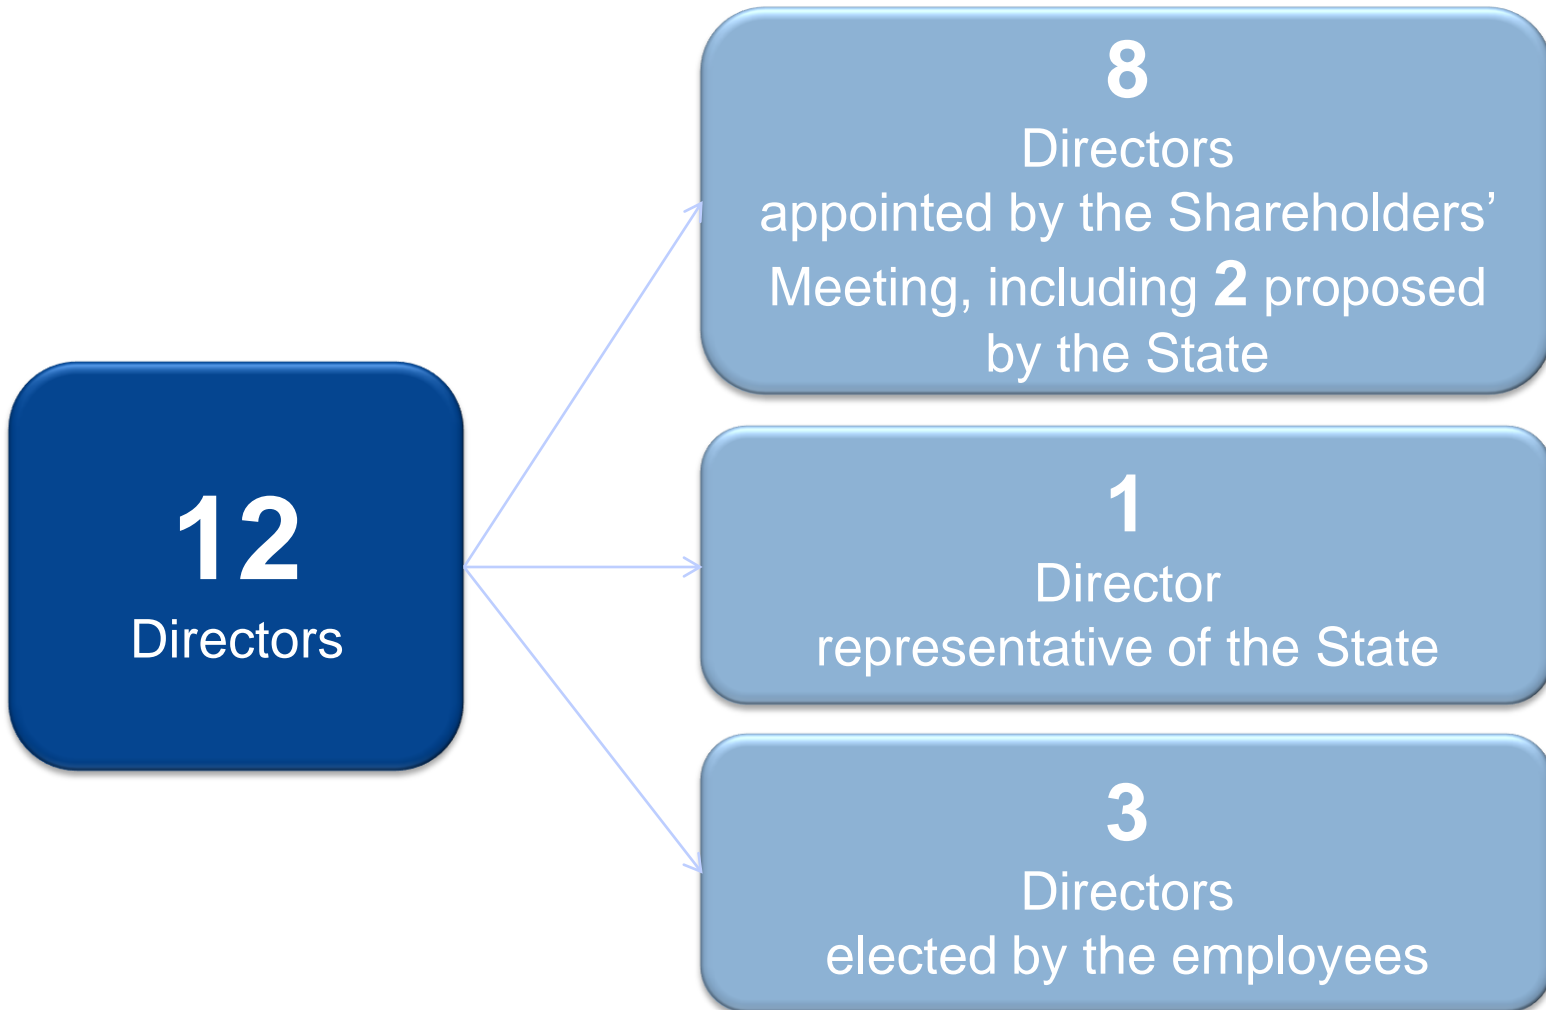 12
Directors
8
Directors
appointed by the Shareholders’
Meeting, including 2 proposed
by the State
1
Director
representative of the State
3
Directors
elected by the employees